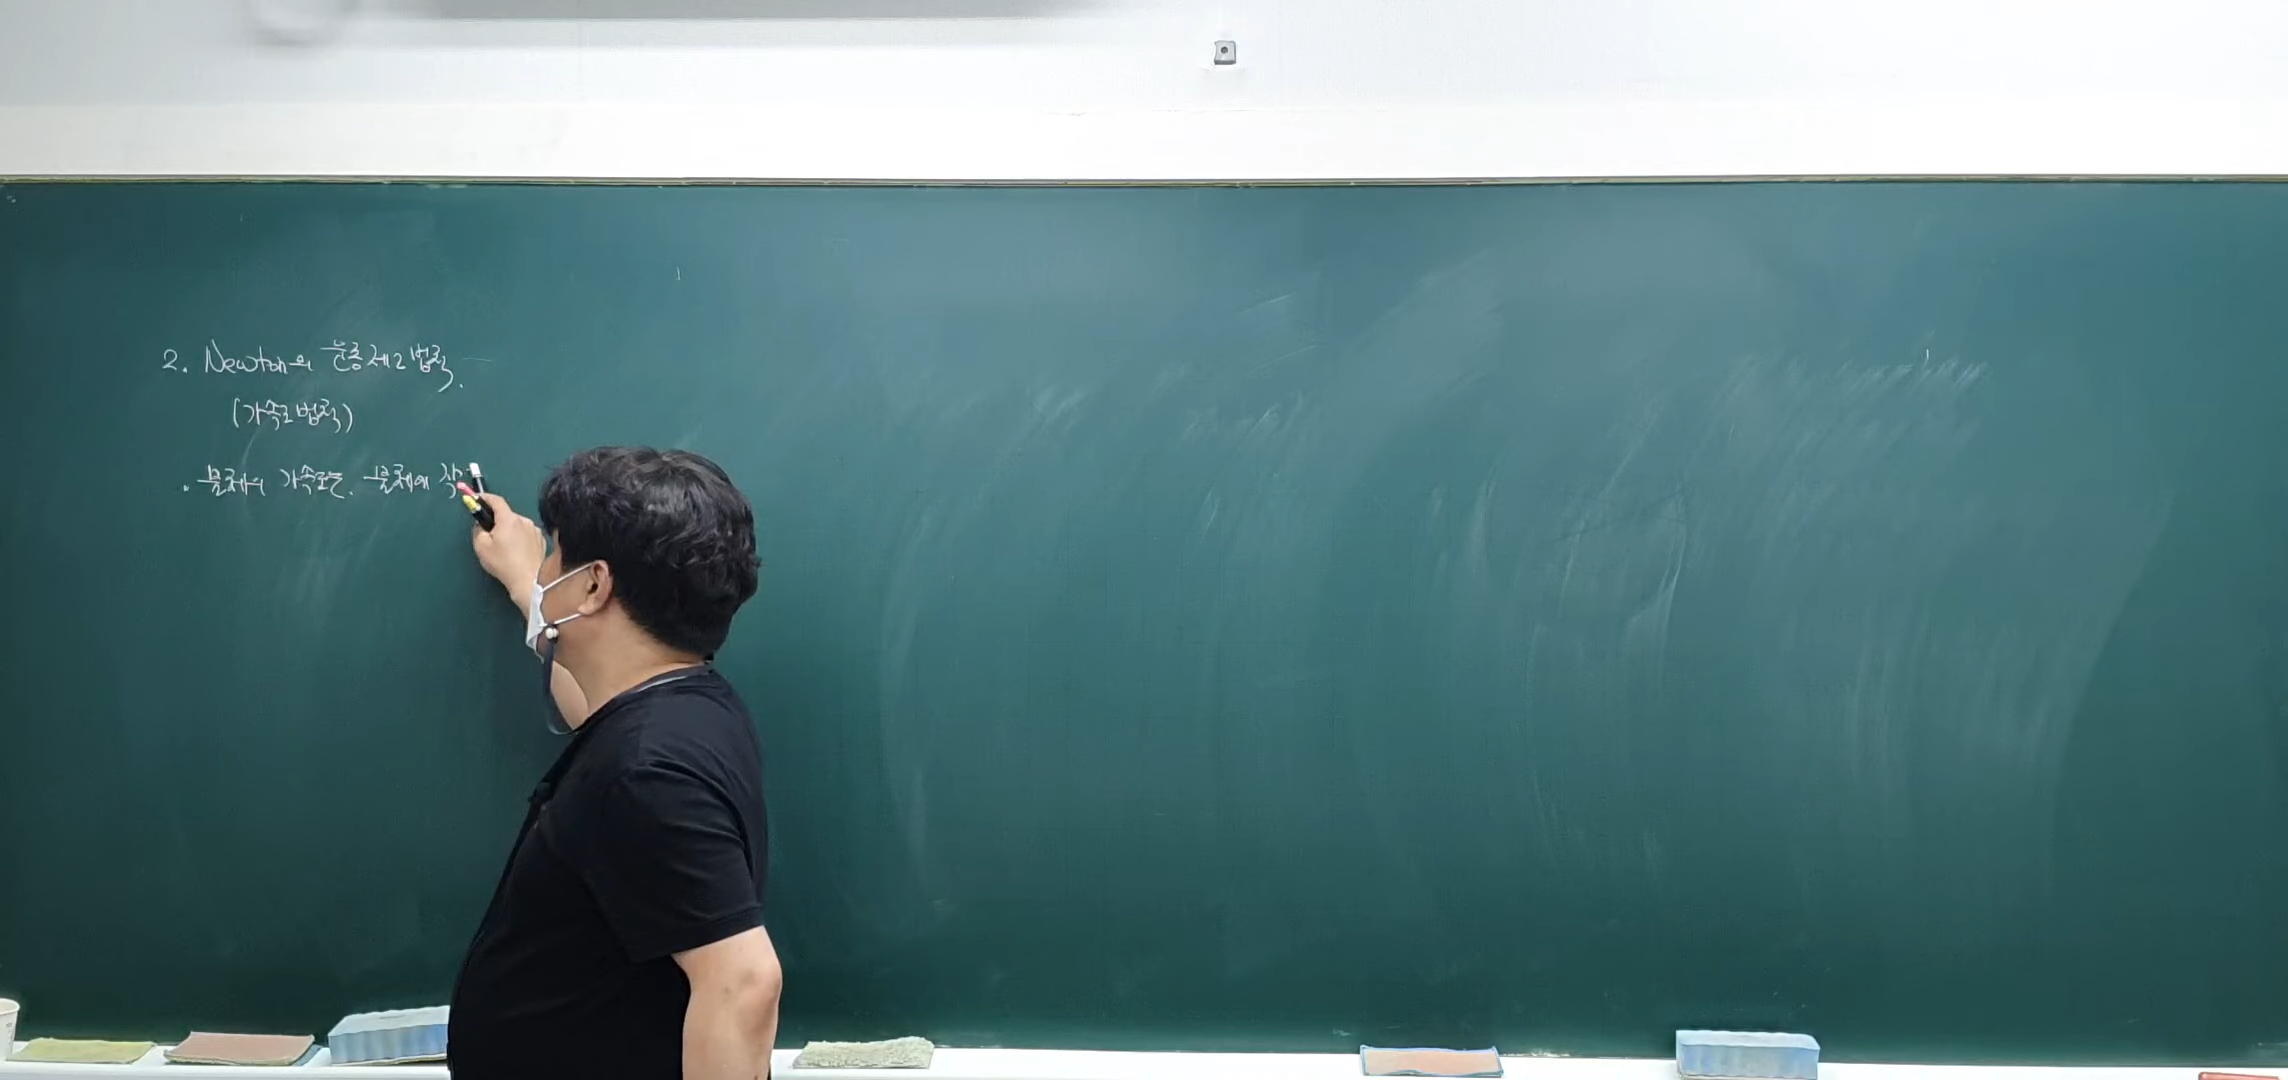 2. Newton의 운동 제2법칙.
(가속도 법칙)
. 물체의 가속도는, 물체에 작